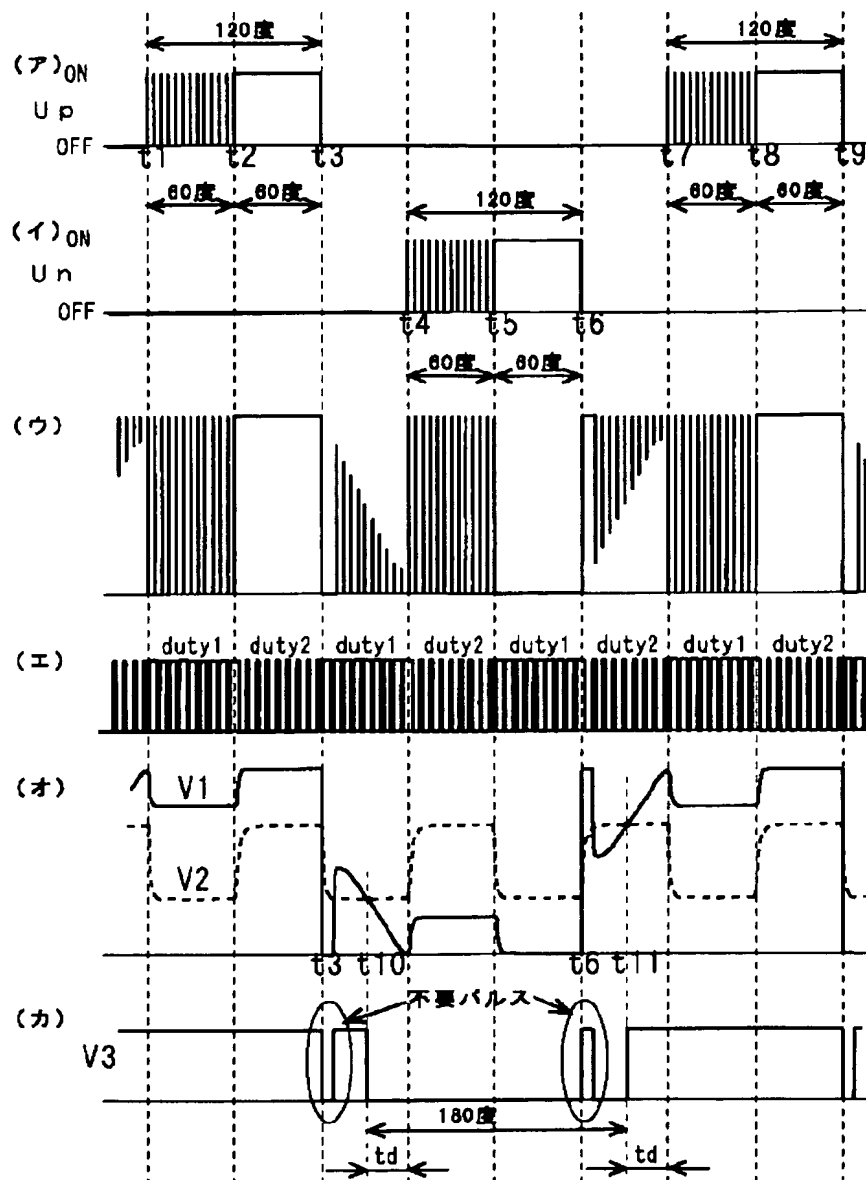 120度 120度
(ア) ON
Up
OFF t1 t2 t3 t7 t8 t9
60度 60度 120度 60度 60度
(イ) ON
Un
OFF t4 t5 t6
60度 60度
(ウ)
(エ) duty1 duty2 duty1 duty2 duty1 duty2 duty1 duty2
(オ) V1
V2
t3 t10 t6 t11
(カ) 不要パルス
V3
180度
td td